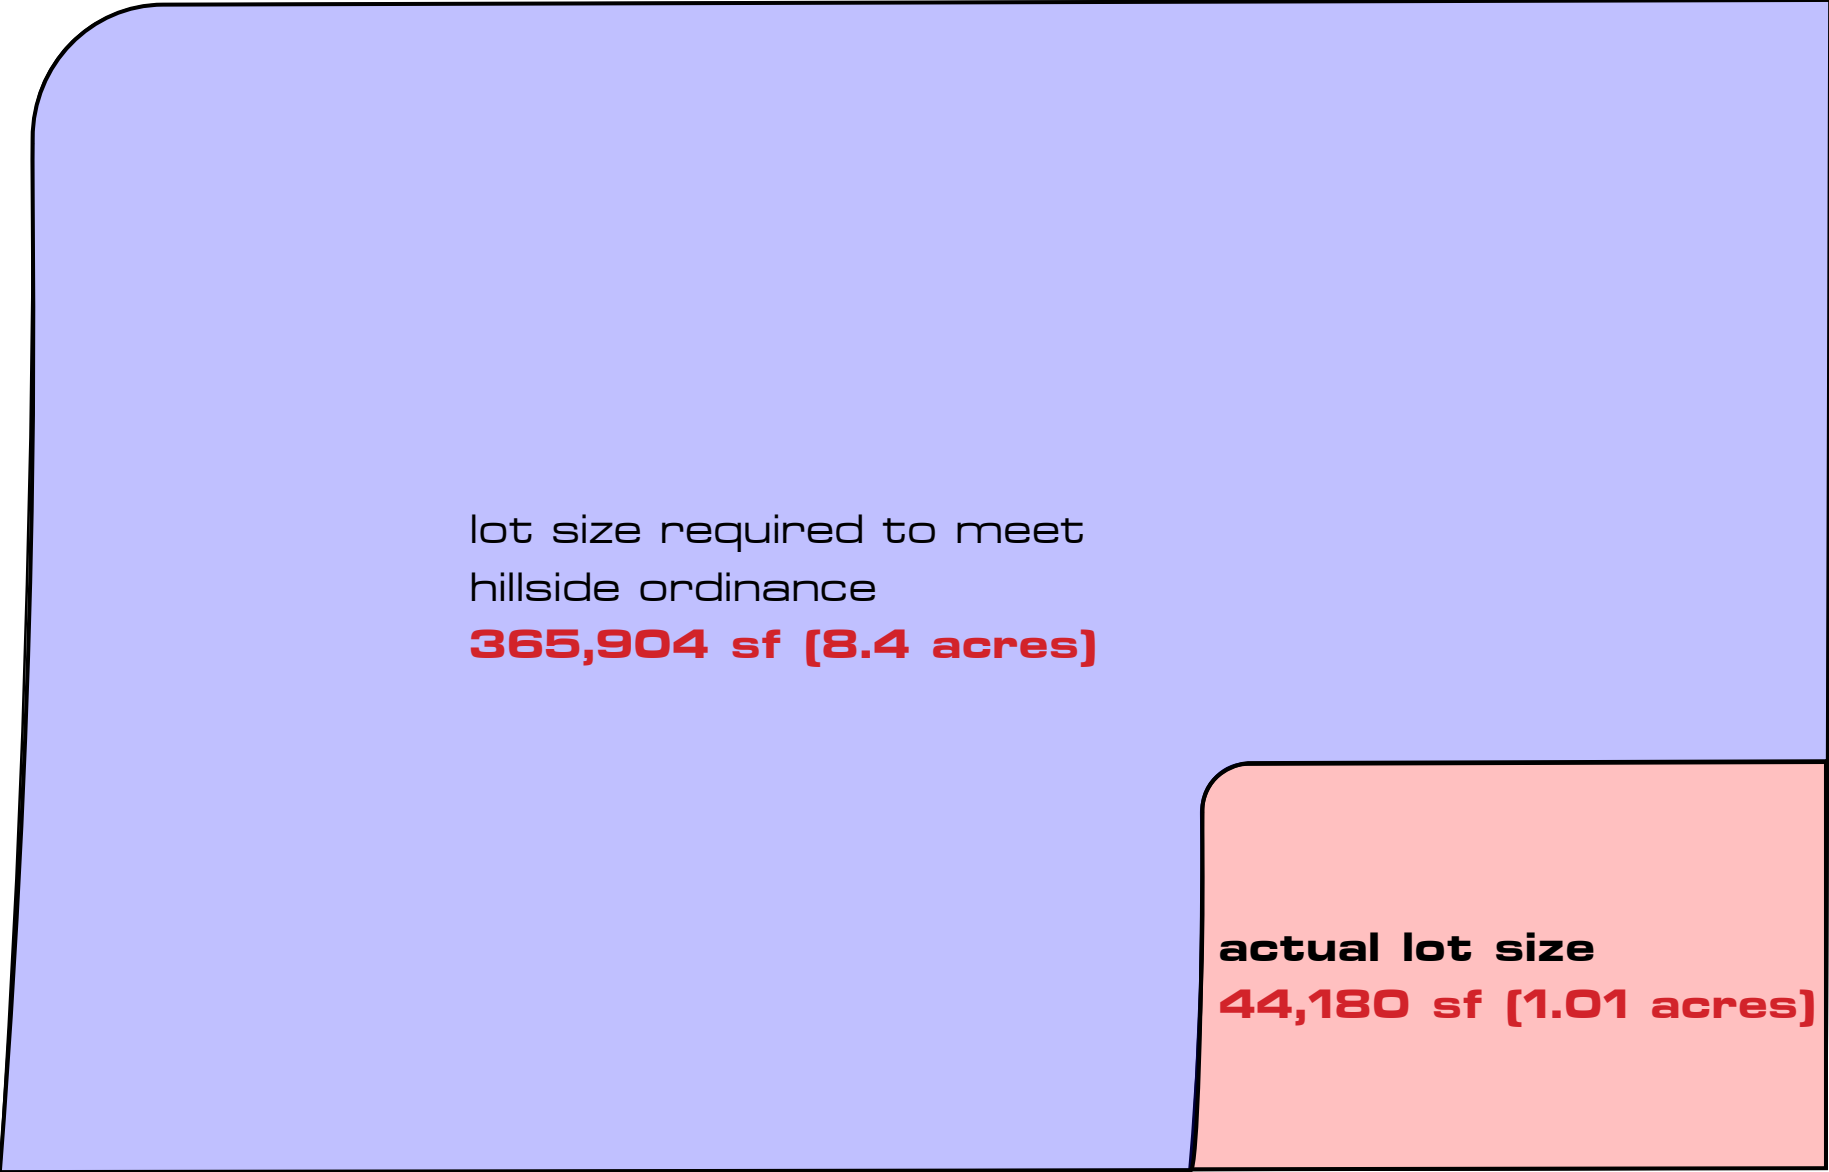 lot size required to meet
hillside ordinance
365,904 sf (8.4 acres)
actual lot size
44,180 sf (1.01 acres)